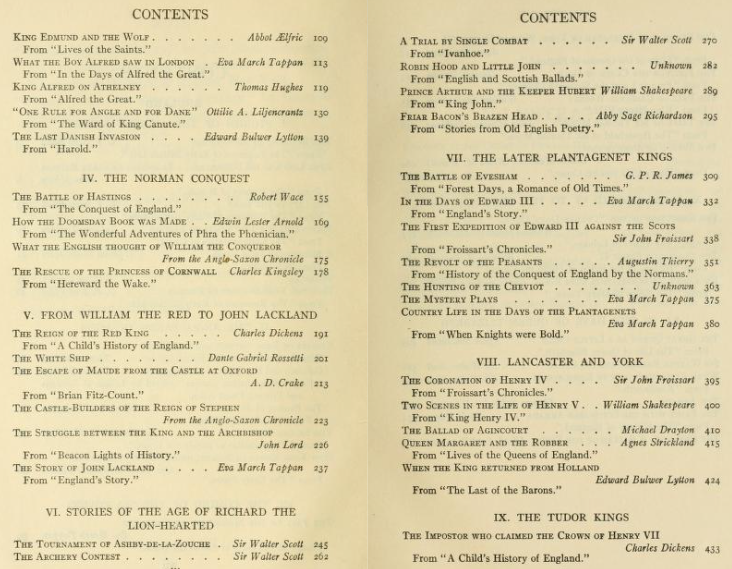 CONTENTS
KING EDMUND AND THE WOLF . . . . . . . Abbot Ælfric 109
From "Lives of the Saints."
WHAT THE BOY ALFRED SAW IN LONDON . Eva March Tappan 113
From "In the Days of Alfred the Great."
KING ALFRED ON ATHELNEY . . . . . . Thomas Hughes 119
From "Alfred the Great."
"ONE RULE FOR ANGLE AND FOR DANE" Ottilie A. Liljencrantz 130
From "The Ward of King Canute."
THE LAST DANISH INVASION . . . . Edward Bulwer Lytton 139
From "Harold."
IV. THE NORMAN CONQUEST
THE BATTLE OF HASTINGS . . . . . . . . Robert Wace 155
From "The Conquest of England."
HOW THE DOOMSDAY BOOK WAS MADE . . Edwin Lester Arnold 169
From "The Wonderful Adventures of Phra the Phœnician."
WHAT THE ENGLISH THOUGHT OF WILLIAM THE CONQUEROR
From the Anglo-Saxon Chronicle 175
THE RESCUE OF THE PRINCESS OF CORNWALL Charles Kingsley 178
From "Hereward the Wake."
V. FROM WILLIAM THE RED TO JOHN LACKLAND
THE REIGN OF THE RED KING . . . . . Charles Dickens 191
From "A Child's History of England."
THE WHITE SHIP . . . . . . . . Dante Gabriel Rossetti 201
THE ESCAPE OF MAUDE FROM THE CASTLE AT OXFORD
A. D. Crake 213
From "Brian Fitz-Count."
THE CASTLE-BUILDERS OF THE REIGN OF STEPHEN
From the Anglo-Saxon Chronicle 223
THE STRUGGLE BETWEEN THE KING AND THE ARCHBISHOP
John Lord 226
From "Beacon Lights of History."
THE STORY OF JOHN LACKLAND . . . . Eva March Tappan 237
From "England's Story."
VI. STORIES OF THE AGE OF RICHARD THE
LION-HEARTED
THE TOURNAMENT OF ASHBY-DE-LA-ZOUCHE . Sir Walter Scott 245
THE ARCHERY CONTEST . . . . . . . . Sir Walter Scott 262
CONTENTS
A TRIAL BY SINGLE COMBAT . . . . . . Sir Walter Scott 270
From "Ivanhoe."
ROBIN HOOD AND LITTLE JOHN . . . . . . . Unknown 282
From "English and Scottish Ballads."
PRINCE ARTHUR AND THE KEEPER HUBERT William Shakespeare 289
From "King John."
FRIAR BACON'S BRAZEN HEAD . . . . Abby Sage Richardson 295
From "Stories from Old English Poetry."
VII. THE LATER PLANTAGENET KINGS
THE BATTLE OF EVESHAM . . . . . . . G. P. R. James 309
From "Forest Days, a Romance of Old Times."
IN THE DAYS OF EDWARD III . . . . . Eva March Tappan 332
From "England's Story."
THE FIRST EXPEDITION OF EDWARD III AGAINST THE SCOTS
Sir John Froissart 338
From "Froissart's Chronicles."
THE REVOLT OF THE PEASANTS . . . . . Augustin Thierry 351
From "History of the Conquest of England by the Normans."
THE HUNTING OF THE CHEVIOT . . . . . . . Unknown 363
THE MYSTERY PLAYS . . . . . . . Eva March Tappan 375
COUNTRY LIFE IN THE DAYS OF THE PLANTAGENETS
Eva March Tappan 380
From "When Knights were Bold."
VIII. LANCASTER AND YORK
THE CORONATION OF HENRY IV . . . . Sir John Froissart 395
From "Froissart's Chronicles."
TWO SCENES IN THE LIFE OF HENRY V . . William Shakespeare 400
From "King Henry IV."
THE BALLAD OF AGINCOURT . . . . . . Michael Drayton 410
QUEEN MARGARET AND THE ROBBER . . . Agnes Strickland 415
From "Lives of the Queens of England."
WHEN THE KING RETURNED FROM HOLLAND
Edward Bulwer Lytton 424
From "The Last of the Barons."
IX. THE TUDOR KINGS
THE IMPOSTOR WHO CLAIMED THE CROWN OF HENRY VII
Charles Dickens 433
From "A Child's History of England."